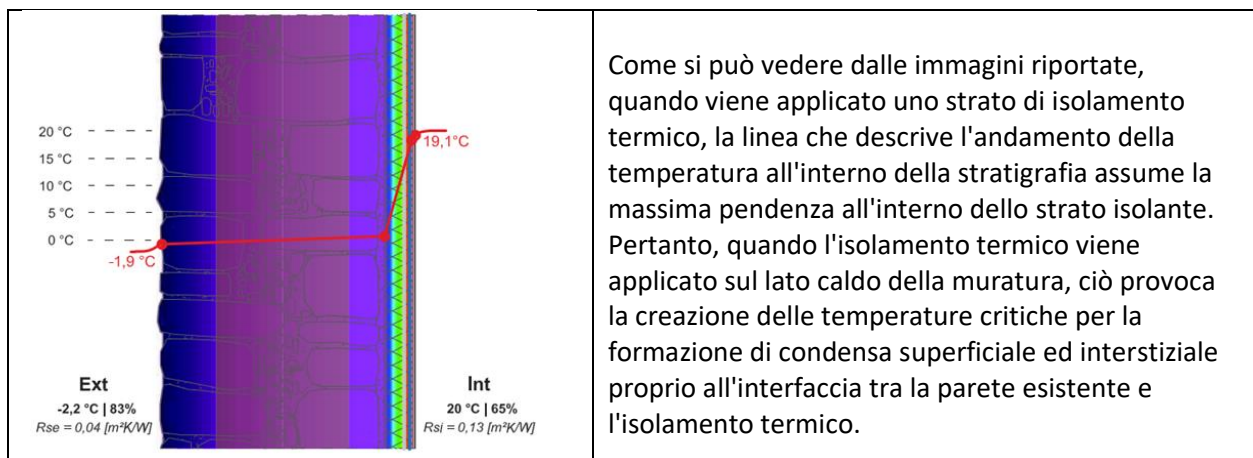 20 °C
15 °C
10 °C
5 °C
0 °C
-1,9 °C
19,1°C
Ext
-2,2 °C | 83%
Rse = 0,04 [m²K/W]
Int
20 °C | 65%
Rsi = 0,13 [m²K/W]
Come si può vedere dalle immagini riportate,
quando viene applicato uno strato di isolamento
termico, la linea che descrive l'andamento della
temperatura all'interno della stratigrafia assume la
massima pendenza all'interno dello strato isolante.
Pertanto, quando l'isolamento termico viene
applicato sul lato caldo della muratura, ciò provoca
la creazione delle temperature critiche per la
formazione di condensa superficiale ed interstiziale
proprio all'interfaccia tra la parete esistente e
l'isolamento termico.